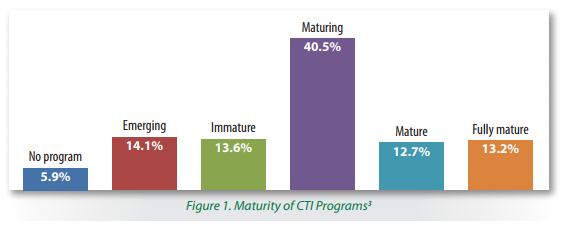 No program
5.9%
Emerging
14.1%
Immature
13.6%
Maturing
40.5%
Mature
12.7%
Fully mature
13.2%
Figure 1. Maturity of CTI Programs³